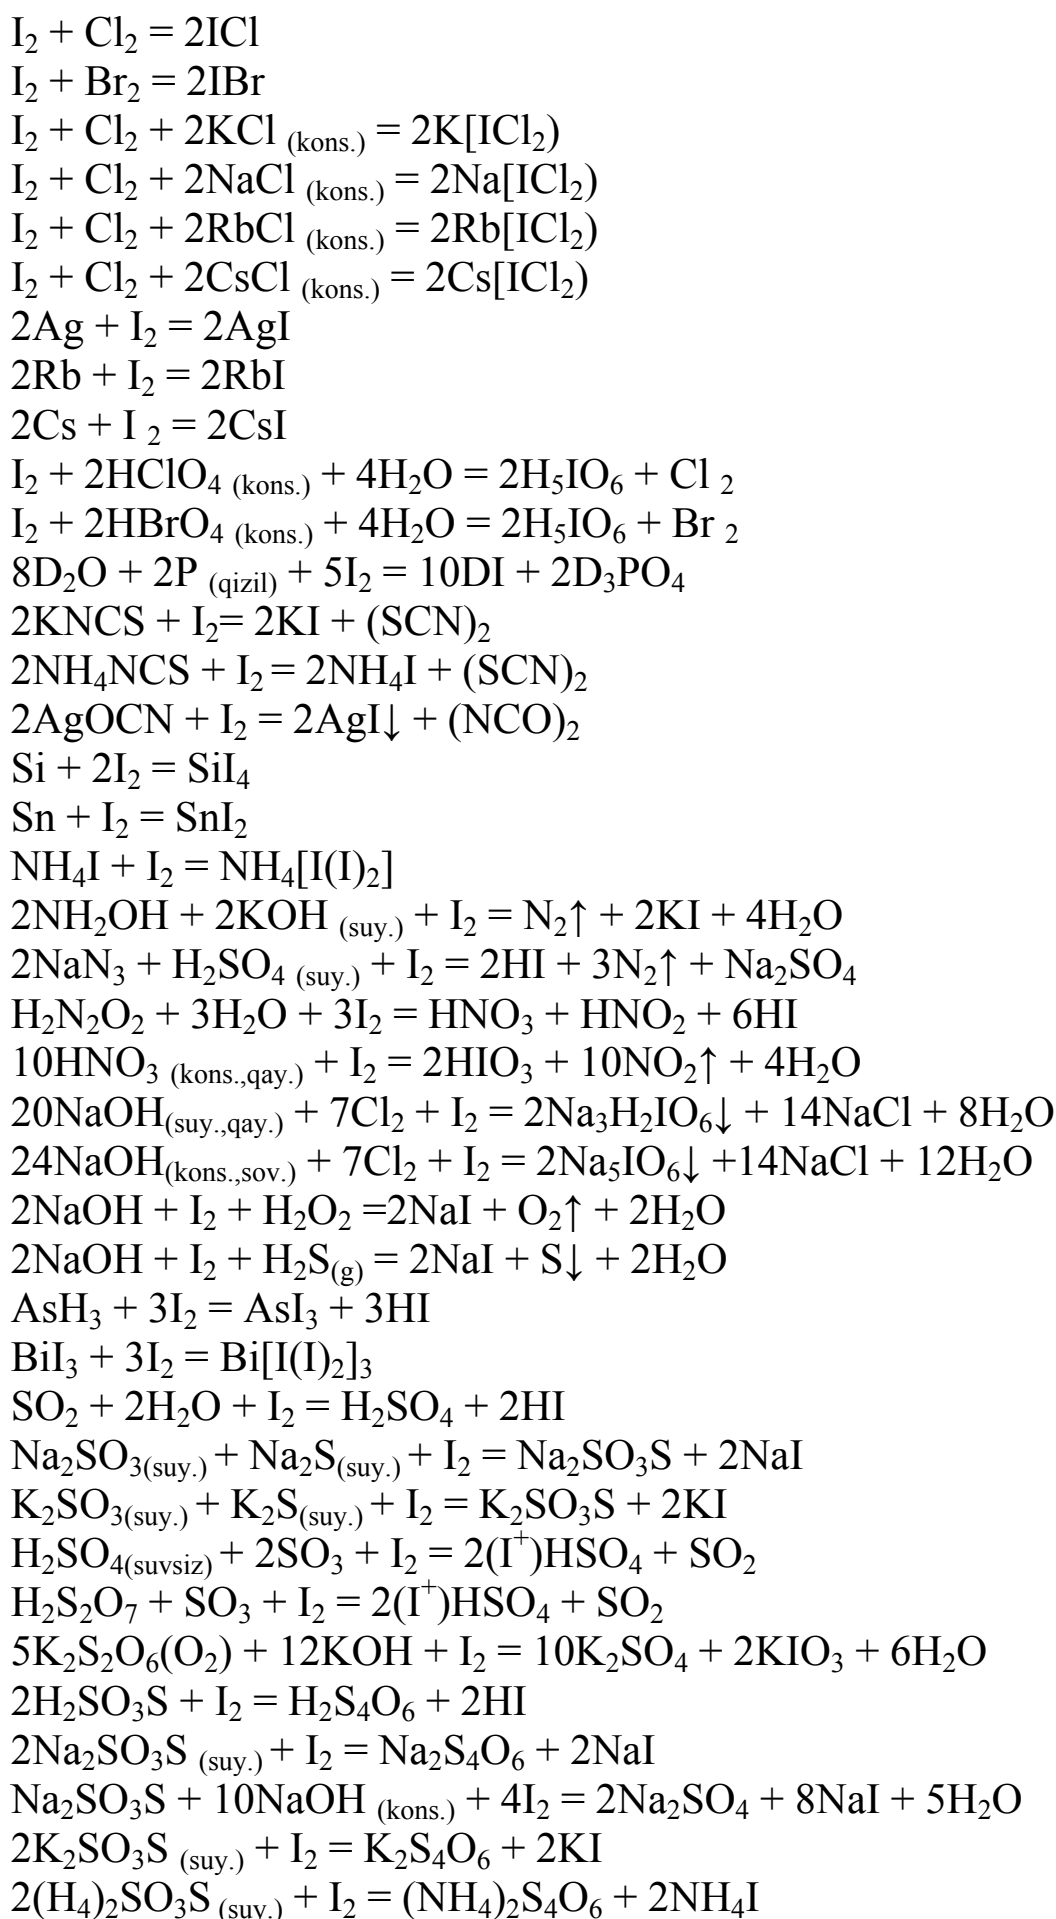 I₂ + Cl₂ = 2ICl
I₂ + Br₂ = 2IBr
I₂ + Cl₂ + 2KCl (kons.) = 2K[ICl₂)
I₂ + Cl₂ + 2NaCl (kons.) = 2Na[ICl₂)
I₂ + Cl₂ + 2RbCl (kons.) = 2Rb[ICl₂)
I₂ + Cl₂ + 2CsCl (kons.) = 2Cs[ICl₂)
2Ag + I₂ = 2AgI
2Rb + I₂ = 2RbI
2Cs + I ₂ = 2CsI
I₂ + 2HClO₄ (kons.) + 4H₂O = 2H₅IO₆ + Cl ₂
I₂ + 2HBrO₄ (kons.) + 4H₂O = 2H₅IO₆ + Br ₂
8D₂O + 2P (qizil) + 5I₂ = 10DI + 2D₃PO₄
2KNCS + I₂= 2KI + (SCN)₂
2NH₄NCS + I₂ = 2NH₄I + (SCN)₂
2AgOCN + I₂ = 2AgI↓ + (NCO)₂
Si + 2I₂ = SiI₄
Sn + I₂ = SnI₂
NH₄I + I₂ = NH₄[I(I)₂]
2NH₂OH + 2KOH (suy.) + I₂ = N₂↑ + 2KI + 4H₂O
2NaN₃ + H₂SO₄ (suy.) + I₂ = 2HI + 3N₂↑ + Na₂SO₄
H₂N₂O₂ + 3H₂O + 3I₂ = HNO₃ + HNO₂ + 6HI
10HNO₃ (kons.,qay.) + I₂ = 2HIO₃ + 10NO₂↑ + 4H₂O
20NaOH(suy.,qay.) + 7Cl₂ + I₂ = 2Na₃H₂IO₆↓ + 14NaCl + 8H₂O
24NaOH(kons.,sov.) + 7Cl₂ + I₂ = 2Na₅IO₆↓ +14NaCl + 12H₂O
2NaOH + I₂ + H₂O₂ =2NaI + O₂↑ + 2H₂O
2NaOH + I₂ + H₂S(g) = 2NaI + S↓ + 2H₂O
AsH₃ + 3I₂ = AsI₃ + 3HI
BiI₃ + 3I₂ = Bi[I(I)₂]₃
SO₂ + 2H₂O + I₂ = H₂SO₄ + 2HI
Na₂SO₃(suy.) + Na₂S(suy.) + I₂ = Na₂SO₃S + 2NaI
K₂SO₃(suy.) + K₂S(suy.) + I₂ = K₂SO₃S + 2KI
H₂SO₄(suvsiz) + 2SO₃ + I₂ = 2(I⁺)HSO₄ + SO₂
H₂S₂O₇ + SO₃ + I₂ = 2(I⁺)HSO₄ + SO₂
5K₂S₂O₆(O₂) + 12KOH + I₂ = 10K₂SO₄ + 2KIO₃ + 6H₂O
2H₂SO₃S + I₂ = H₂S₄O₆ + 2HI
2Na₂SO₃S (suy.) + I₂ = Na₂S₄O₆ + 2NaI
Na₂SO₃S + 10NaOH (kons.) + 4I₂ = 2Na₂SO₄ + 8NaI + 5H₂O
2K₂SO₃S (suy.) + I₂ = K₂S₄O₆ + 2KI
2(H₄)₂SO₃S (suy.) + I₂ = (NH₄)₂S₄O₆ + 2NH₄I